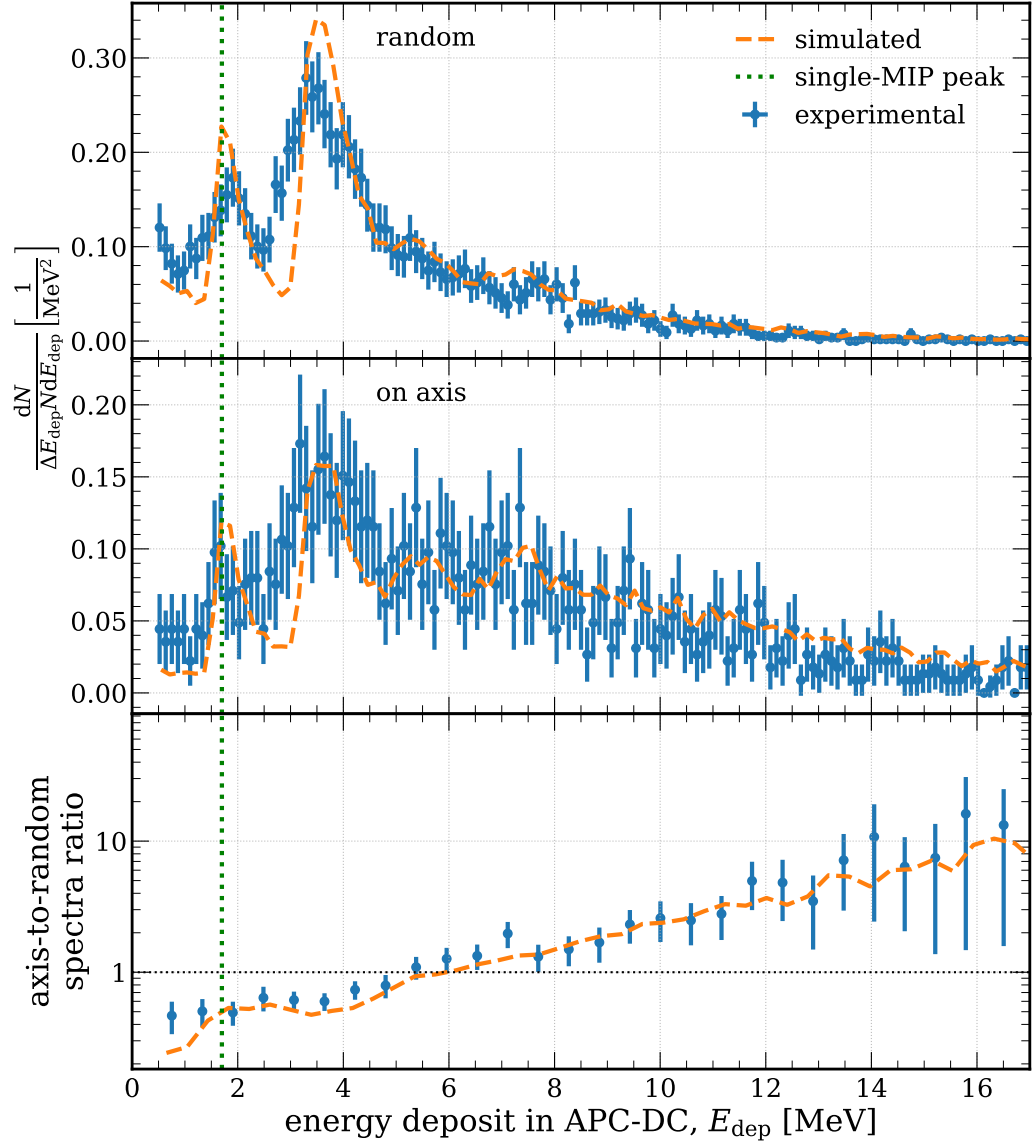 random
simulated
single-MIP peak
experimental
0.30
0.20
0.10
0.00
dN
ΔE_dep NdE_dep
[ 1
MeV² ]
on axis
0.20
0.15
0.10
0.05
0.00
axis-to-random
spectra ratio
10
1
0 2 4 6 8 10 12 14 16
energy deposit in APC-DC, E_dep [MeV]